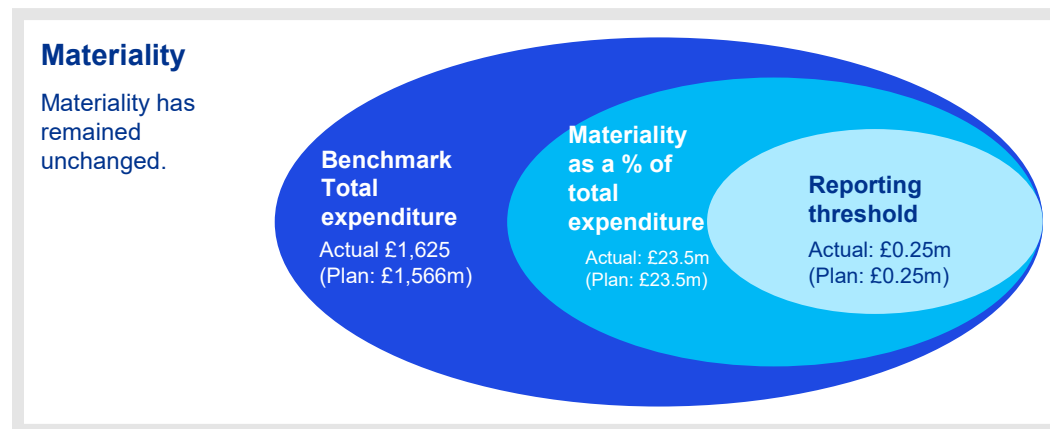 Materiality
Materiality has
remained
unchanged.
Benchmark
Total
expenditure
Actual £1,625
(Plan: £1,566m)
Materiality
as a % of
total
expenditure
Actual: £23.5m
(Plan: £23.5m)
Reporting
threshold
Actual: £0.25m
(Plan: £0.25m)